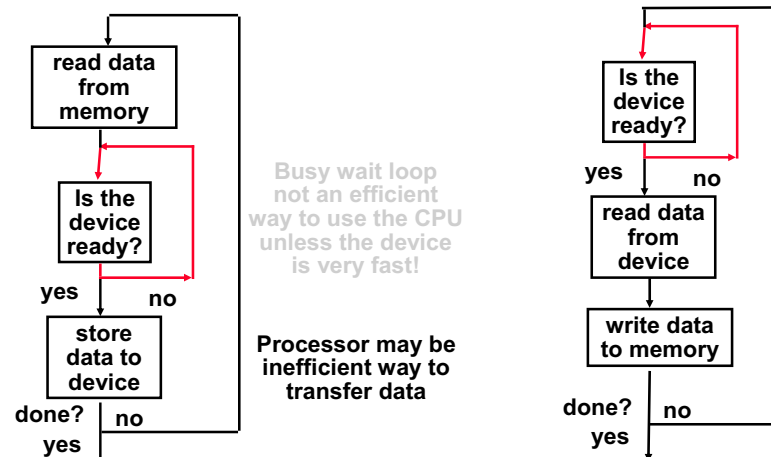 read data
from
memory
Is the
device
ready?
yes
no
store
data to
device
done?
no
yes
Busy wait loop
not an efficient
way to use the CPU
unless the device
is very fast!
Processor may be
inefficient way to
transfer data
Is the
device
ready?
yes
no
read data
from
device
write data
to memory
done?
no
yes